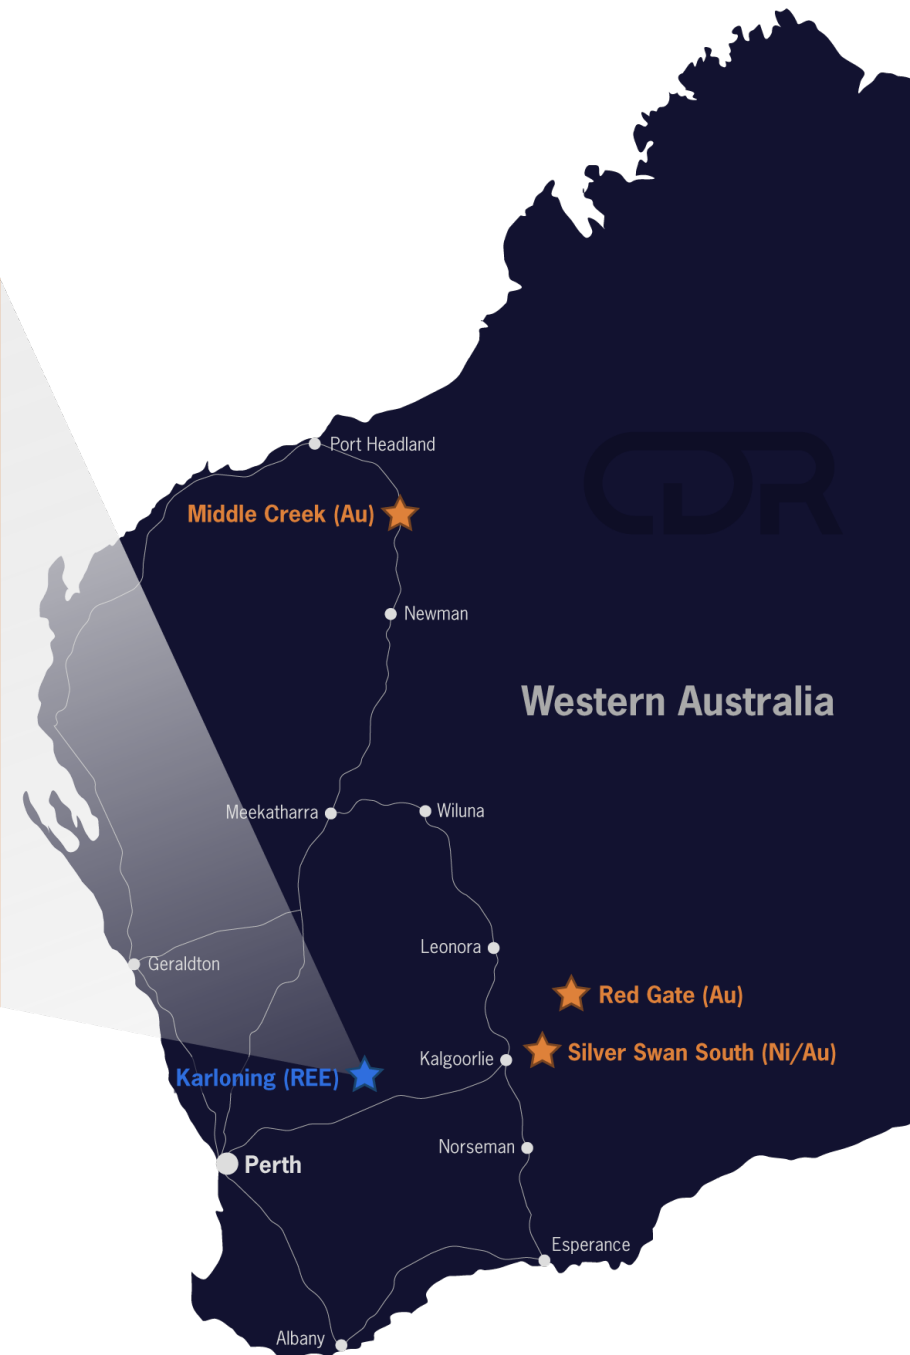 Port Headland
CDR
Middle Creek (Au)
Newman
Western Australia
Meekatharra
Wiluna
Leonora
Geraldton
Red Gate (Au)
Silver Swan South (Ni/Au)
Kalgoorlie
Karloning (REE)
Norseman
Perth
Esperance
Albany